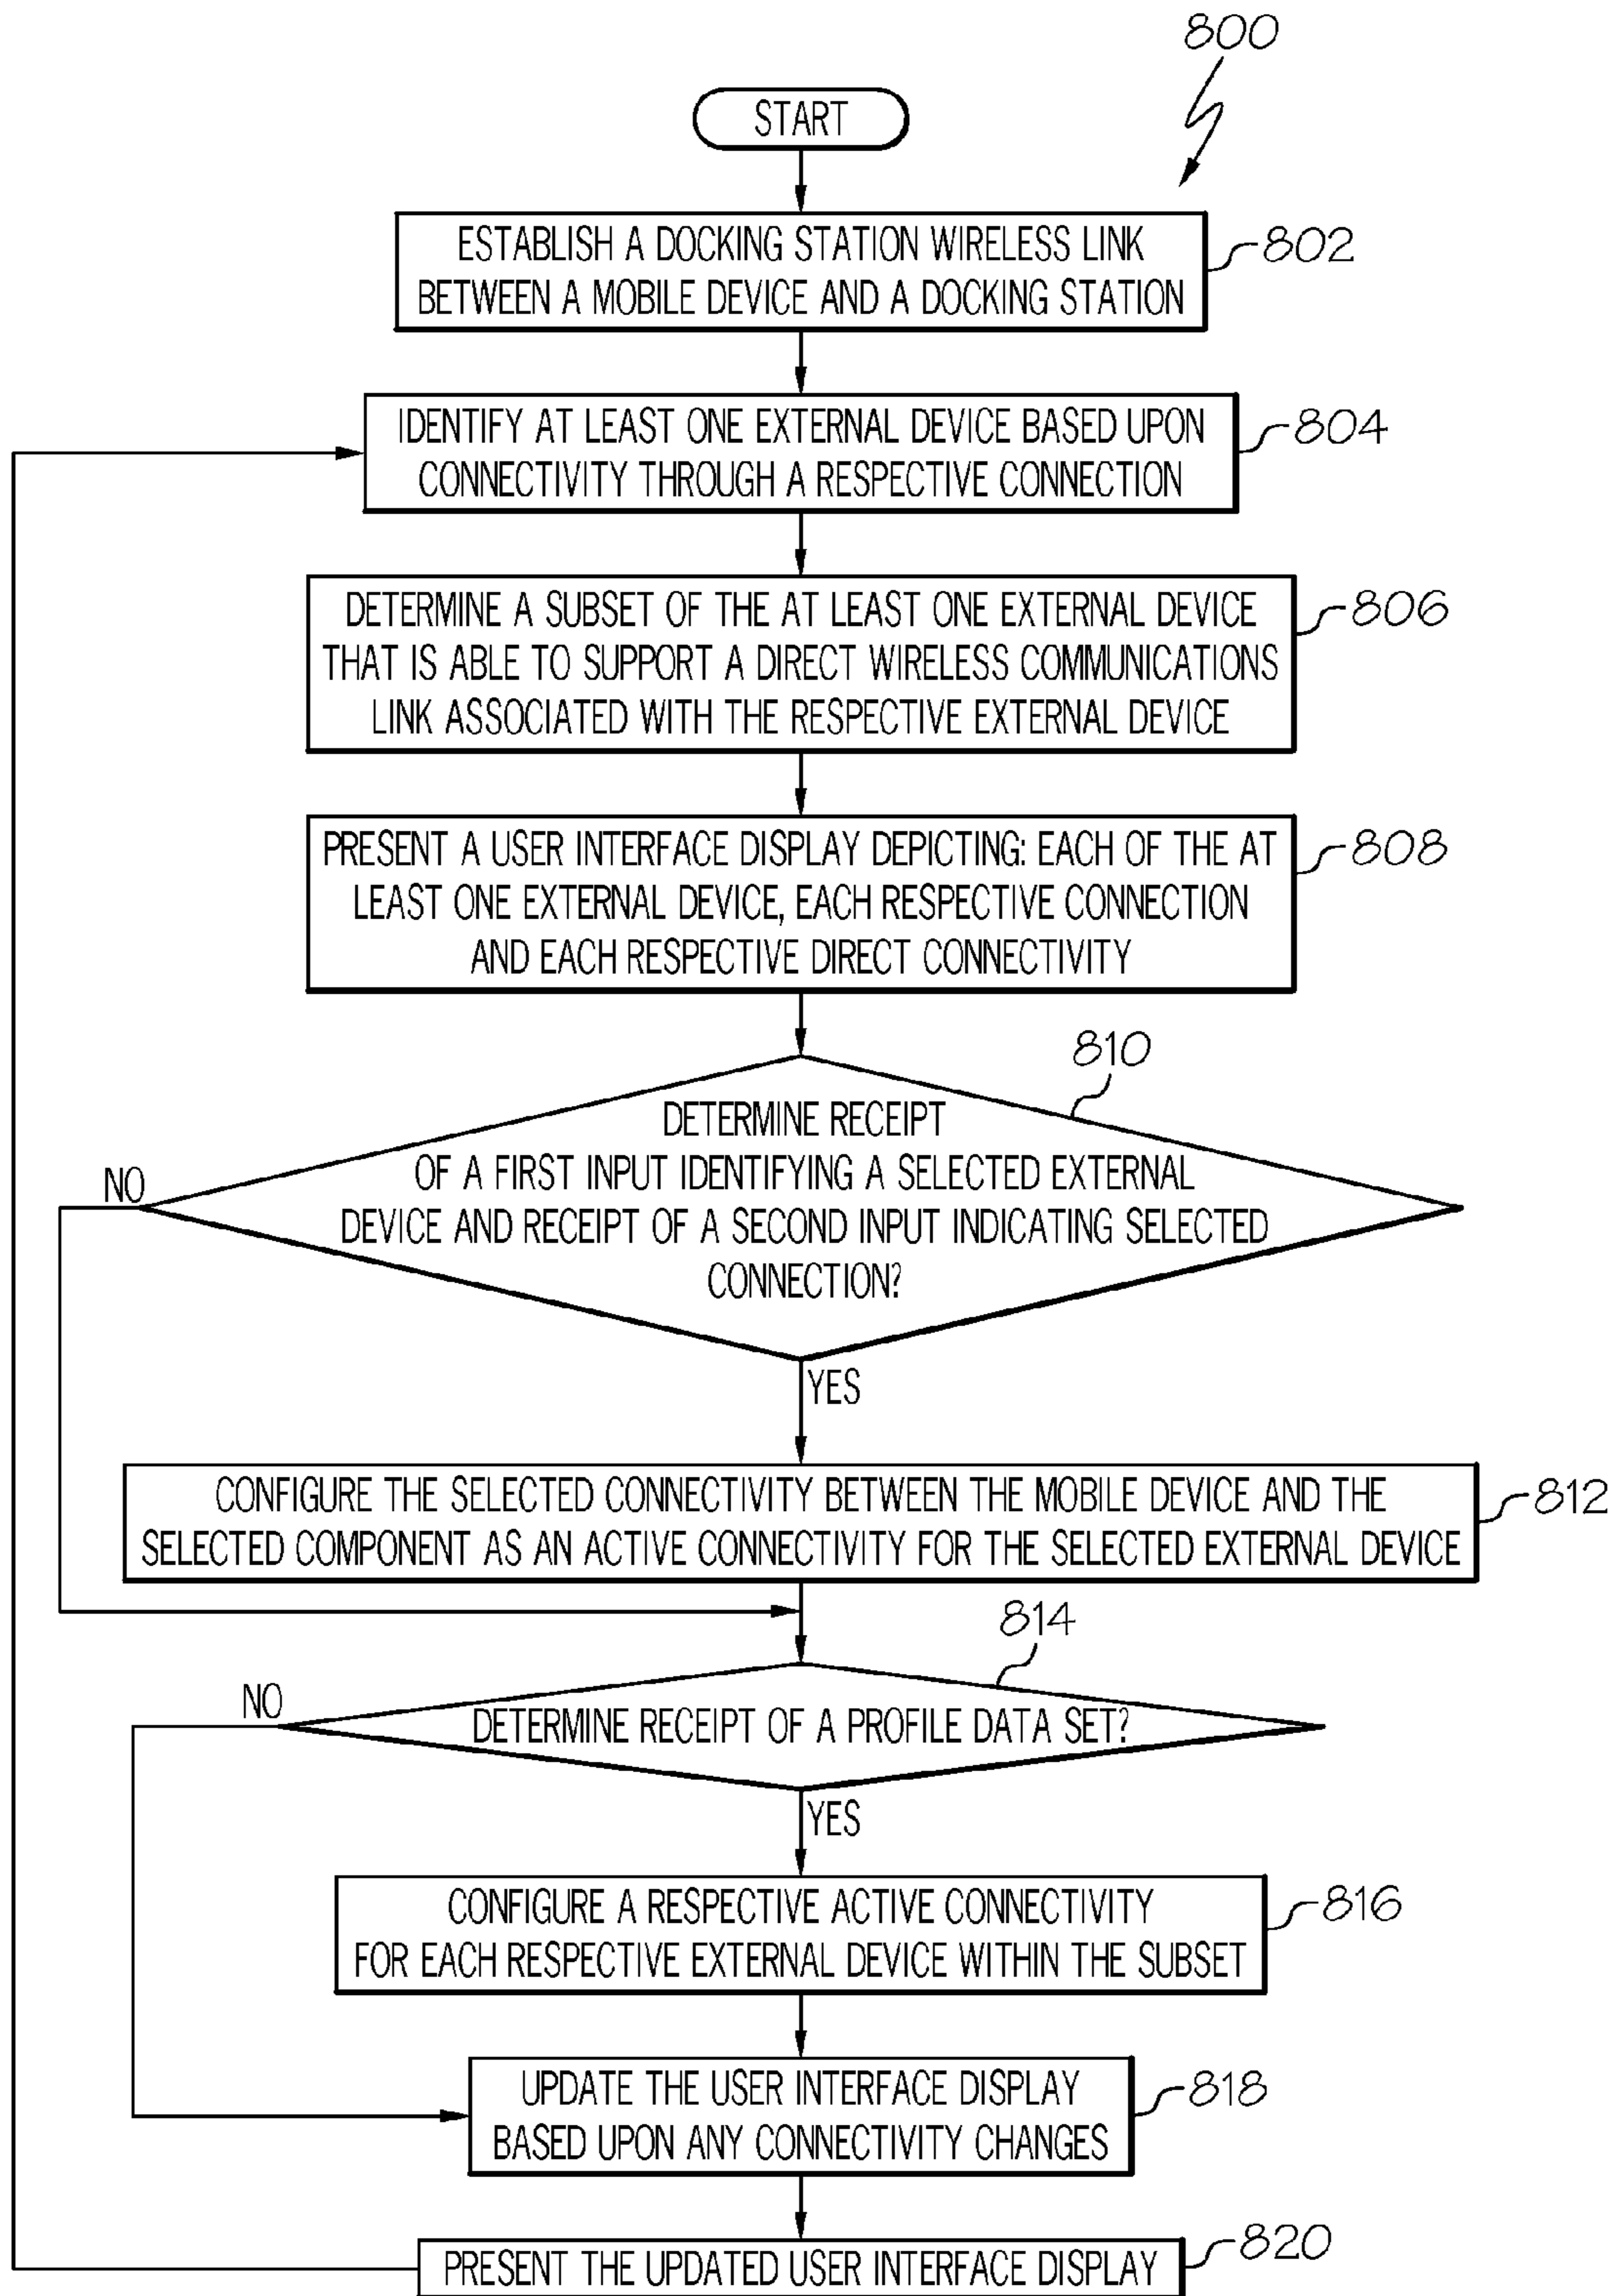 800
START
ESTABLISH A DOCKING STATION WIRELESS LINK
BETWEEN A MOBILE DEVICE AND A DOCKING STATION
802
IDENTIFY AT LEAST ONE EXTERNAL DEVICE BASED UPON
CONNECTIVITY THROUGH A RESPECTIVE CONNECTION
804
DETERMINE A SUBSET OF THE AT LEAST ONE EXTERNAL DEVICE
THAT IS ABLE TO SUPPORT A DIRECT WIRELESS COMMUNICATIONS
LINK ASSOCIATED WITH THE RESPECTIVE EXTERNAL DEVICE
806
PRESENT A USER INTERFACE DISPLAY DEPICTING: EACH OF THE AT
LEAST ONE EXTERNAL DEVICE, EACH RESPECTIVE CONNECTION
AND EACH RESPECTIVE DIRECT CONNECTIVITY
808
810
DETERMINE RECEIPT
OF A FIRST INPUT IDENTIFYING A SELECTED EXTERNAL
DEVICE AND RECEIPT OF A SECOND INPUT INDICATING SELECTED
CONNECTION?
NO
YES
CONFIGURE THE SELECTED CONNECTIVITY BETWEEN THE MOBILE DEVICE AND THE
SELECTED COMPONENT AS AN ACTIVE CONNECTIVITY FOR THE SELECTED EXTERNAL DEVICE
812
814
NO
DETERMINE RECEIPT OF A PROFILE DATA SET?
YES
CONFIGURE A RESPECTIVE ACTIVE CONNECTIVITY
FOR EACH RESPECTIVE EXTERNAL DEVICE WITHIN THE SUBSET
816
UPDATE THE USER INTERFACE DISPLAY
BASED UPON ANY CONNECTIVITY CHANGES
818
PRESENT THE UPDATED USER INTERFACE DISPLAY
820